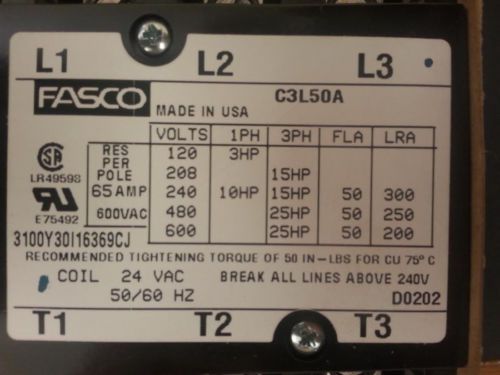 L1 L2 L3
FASCO C3L50A
MADE IN USA
VOLTS 1PH 3PH FLA LRA
RES PER POLE 65AMP 600VAC
120 3HP
208 15HP
240 10HP 15HP 50 300
480 25HP 50 250
600 25HP 50 200
LR49598
E75492
3100Y30I16369CJ
RECOMMENDED TIGHTENING TORQUE OF 50 IN-LBS FOR CU 75° C
COIL 24 VAC BREAK ALL LINES ABOVE 240V
50/60 HZ D0202
T1 T2 T3